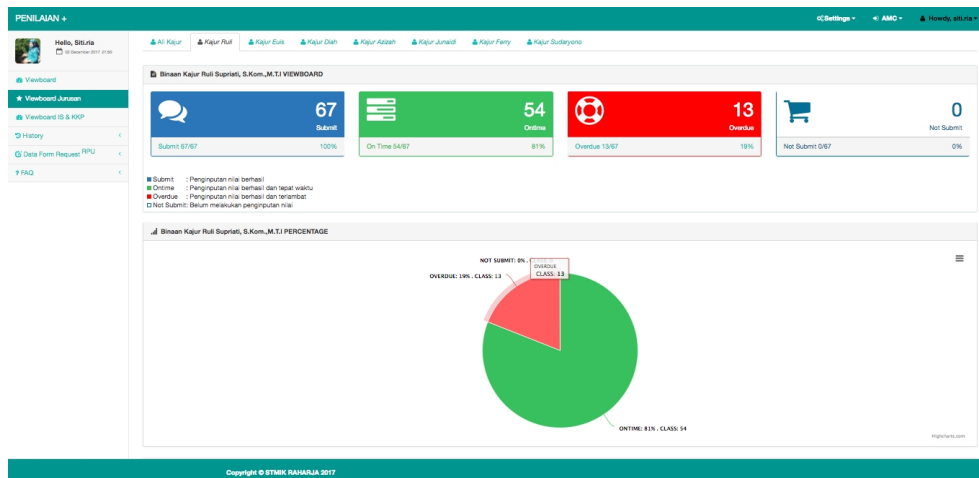 PENILAIAN +
Settings
AMC
Howdy, siti.ria
Hello, Siti.ria
02 December 2017 21:50
Viewboard
Viewboard Jurusan
Viewboard IS & KKP
History
Data Form Request RPU
? FAQ
All Kajur
Kajur Ruli
Kajur Euis
Kajur Diah
Kajur Azizah
Kajur Junaidi
Kajur Ferry
Kajur Sudaryono
Binaan Kajur Ruli Supriati, S.Kom.,M.T.I VIEWBOARD
67
Submit
Submit 67/67 100%
54
Ontime
On Time 54/67 81%
13
Overdue
Overdue 13/67 19%
0
Not Submit
Not Submit 0/67 0%
Submit : Penginputan nilai berhasil
Ontime : Penginputan nilai berhasil dan tepat waktu
Overdue : Penginputan nilai berhasil dan terlambat
Not Submit: Belum melakukan penginputan nilai
Binaan Kajur Ruli Supriati, S.Kom.,M.T.I PERCENTAGE
NOT SUBMIT: 0% .
OVERDUE
CLASS: 13
OVERDUE: 19% . CLASS: 13
ONTIME: 81% . CLASS: 54
Highcharts.com
Copyright © STMIK RAHARJA 2017